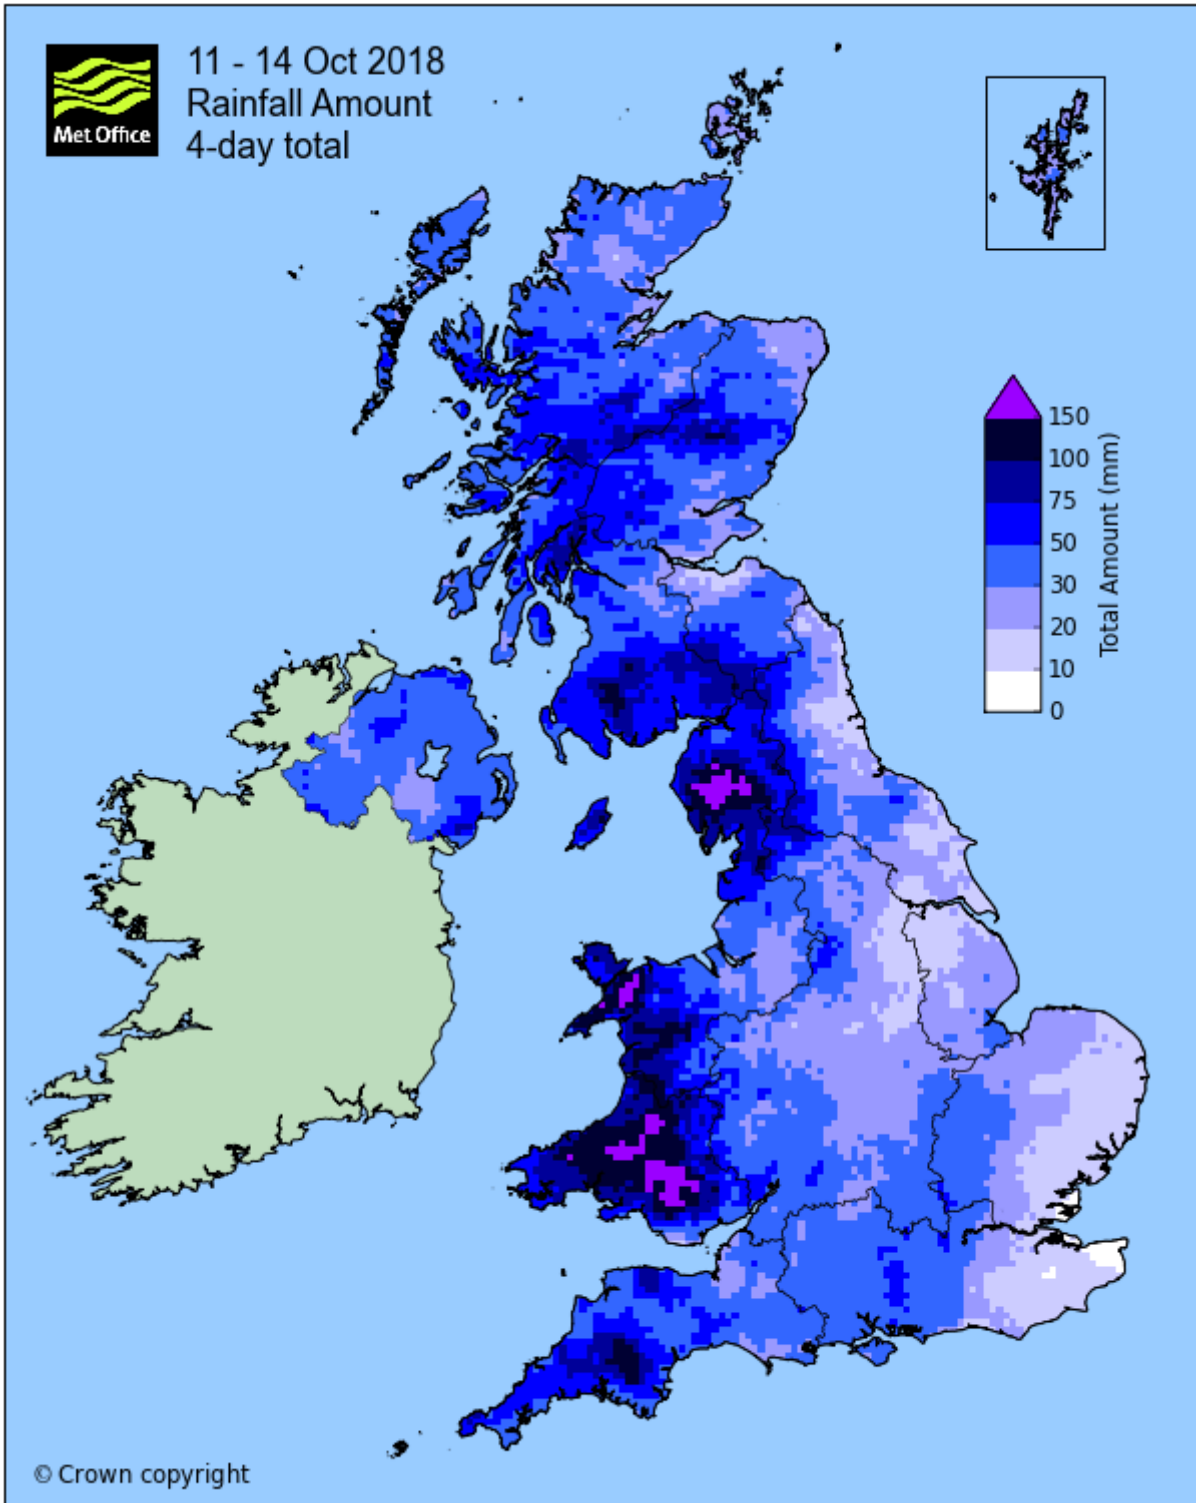 11 - 14 Oct 2018
Rainfall Amount
4-day total
Met Office
150
100
75
50
30
20
10
0
Total Amount (mm)
© Crown copyright